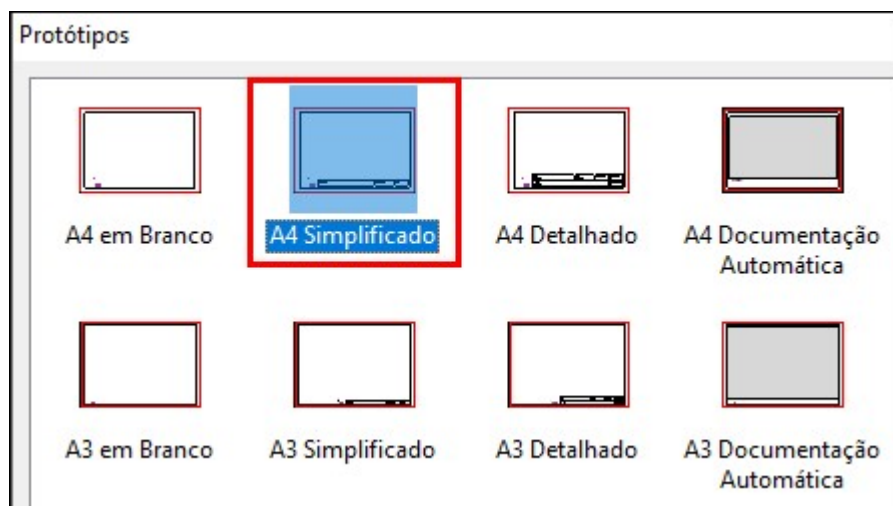 Protótipos
A4 em Branco
A4 Simplificado
A4 Detalhado
A4 Documentação
Automática
A3 em Branco
A3 Simplificado
A3 Detalhado
A3 Documentação
Automática